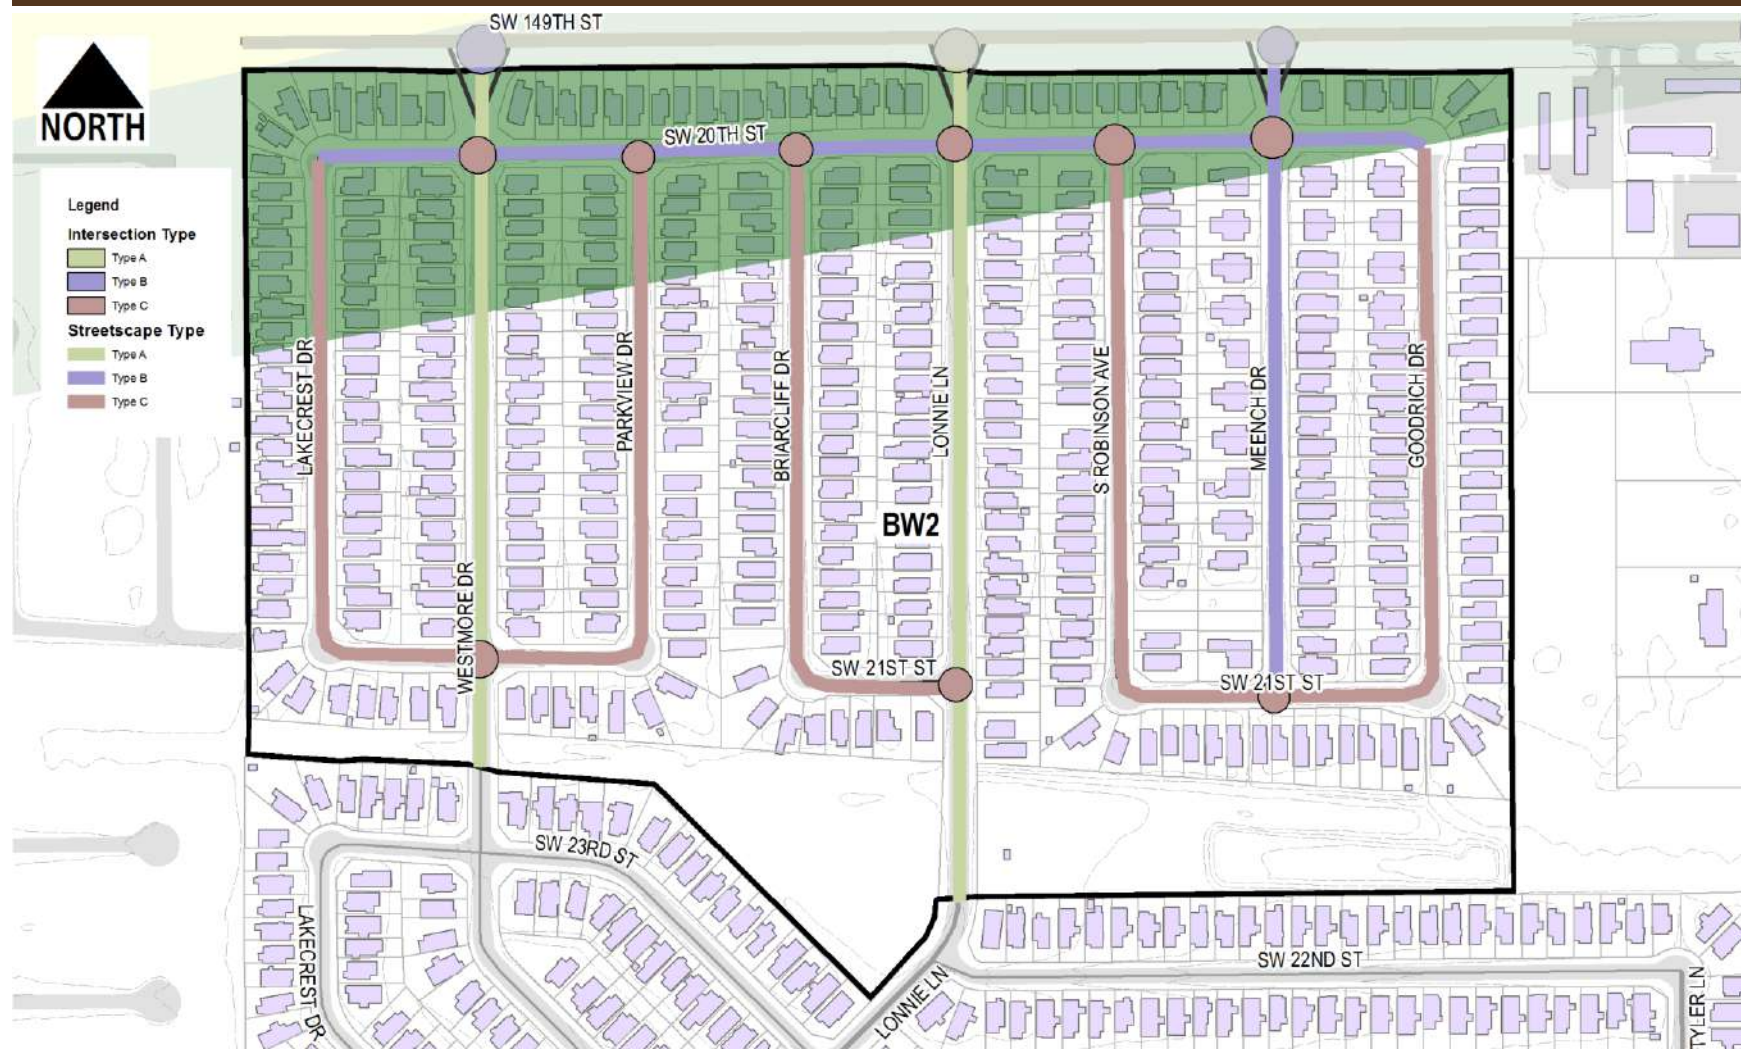 SW 149TH ST
NORTH
SW 20TH ST
Legend
Intersection Type
Type A
Type B
Type C
Streetscape Type
Type A
Type B
Type C
LAKECREST DR
WESTMORE DR
PARKVIEW DR
BRIARCLIFF DR
LONNIE LN
S ROBINSON AVE
MEENCH DR
GOODRICH DR
BW2
SW 21ST ST
SW 21ST ST
SW 23RD ST
LAKECREST DR
LONNIE LN
SW 22ND ST
TYLER LN